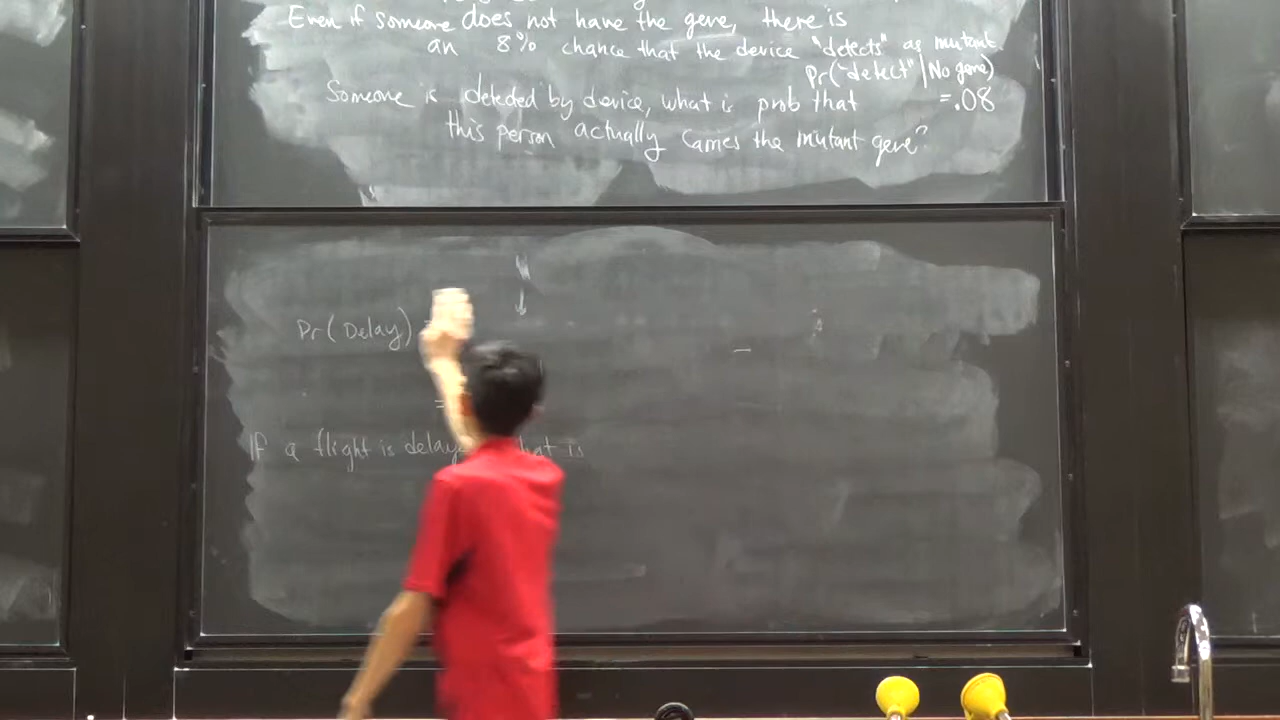 Even if someone does not have the gene, there is
an 8% chance that the device "detects" as mutant.
Pr("detect" | No gene)
= .08
Someone is detected by device, what is prob that
this person actually carries the mutant gene?
Pr(Delay)
=
If a flight is delay what is